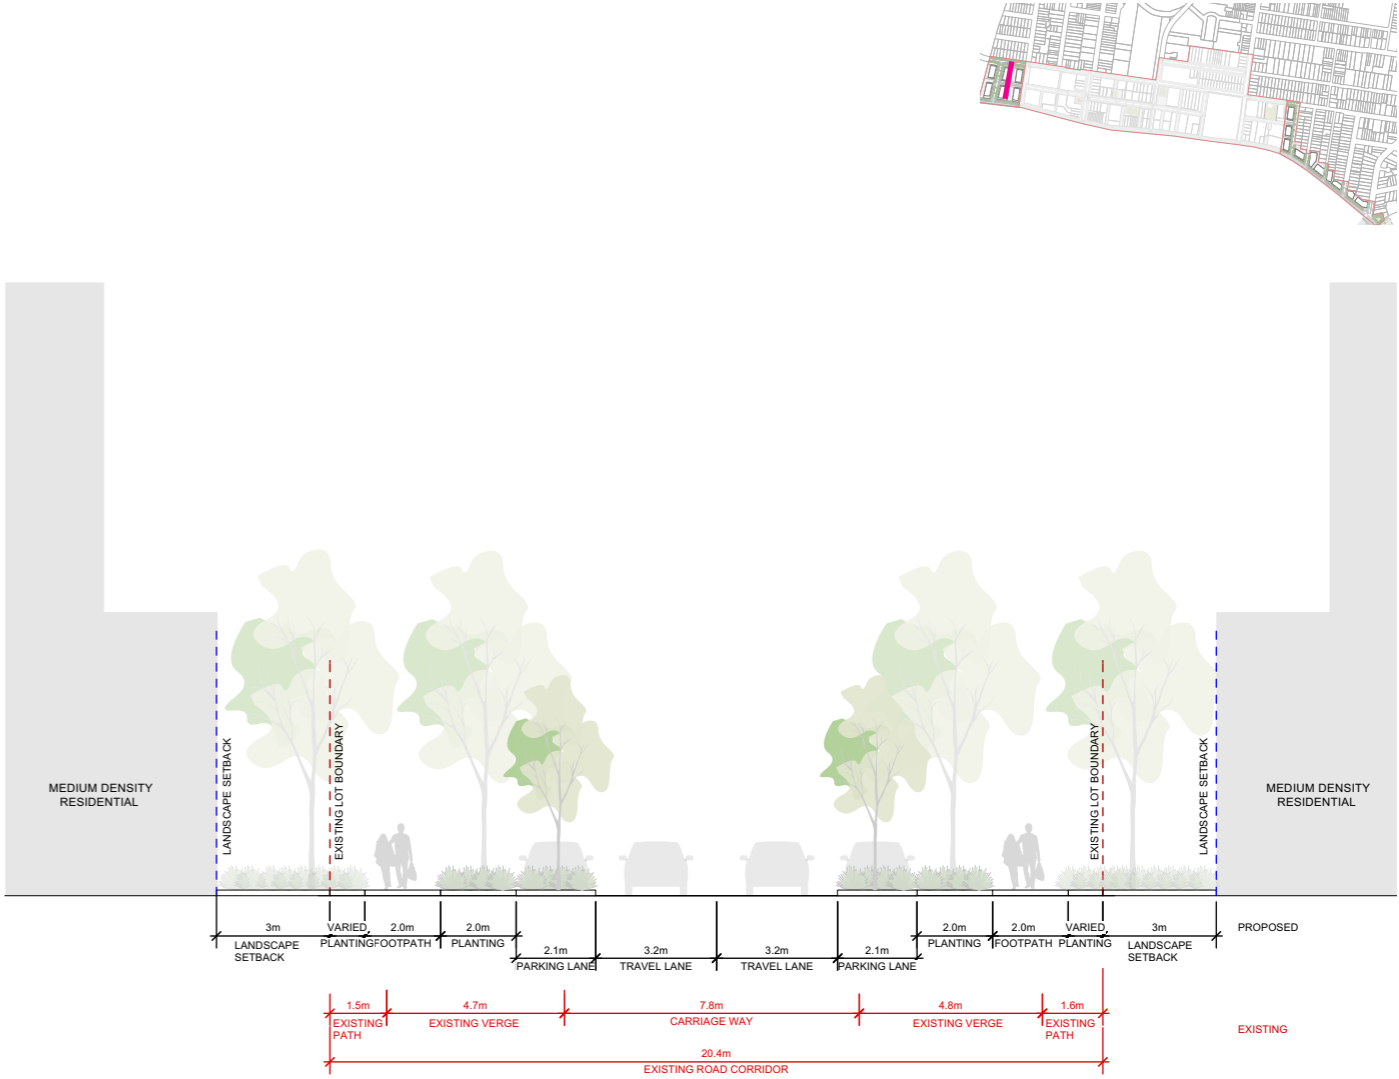 MEDIUM DENSITY
RESIDENTIAL
LANDSCAPE SETBACK
EXISTING LOT BOUNDARY
EXISTING LOT BOUNDARY
LANDSCAPE SETBACK
MEDIUM DENSITY
RESIDENTIAL
3m VARIED 2.0m 2.0m 2.0m 2.0m VARIED 3m PROPOSED
LANDSCAPE
SETBACK
PLANTING FOOTPATH PLANTING PLANTING FOOTPATH PLANTING
LANDSCAPE
SETBACK
2.1m 3.2m 3.2m 2.1m
PARKING LANE TRAVEL LANE TRAVEL LANE PARKING LANE
1.5m 4.7m 7.8m 4.8m 1.6m
EXISTING
PATH
EXISTING VERGE
CARRIAGE WAY
EXISTING VERGE
EXISTING
PATH
EXISTING
20.4m
EXISTING ROAD CORRIDOR